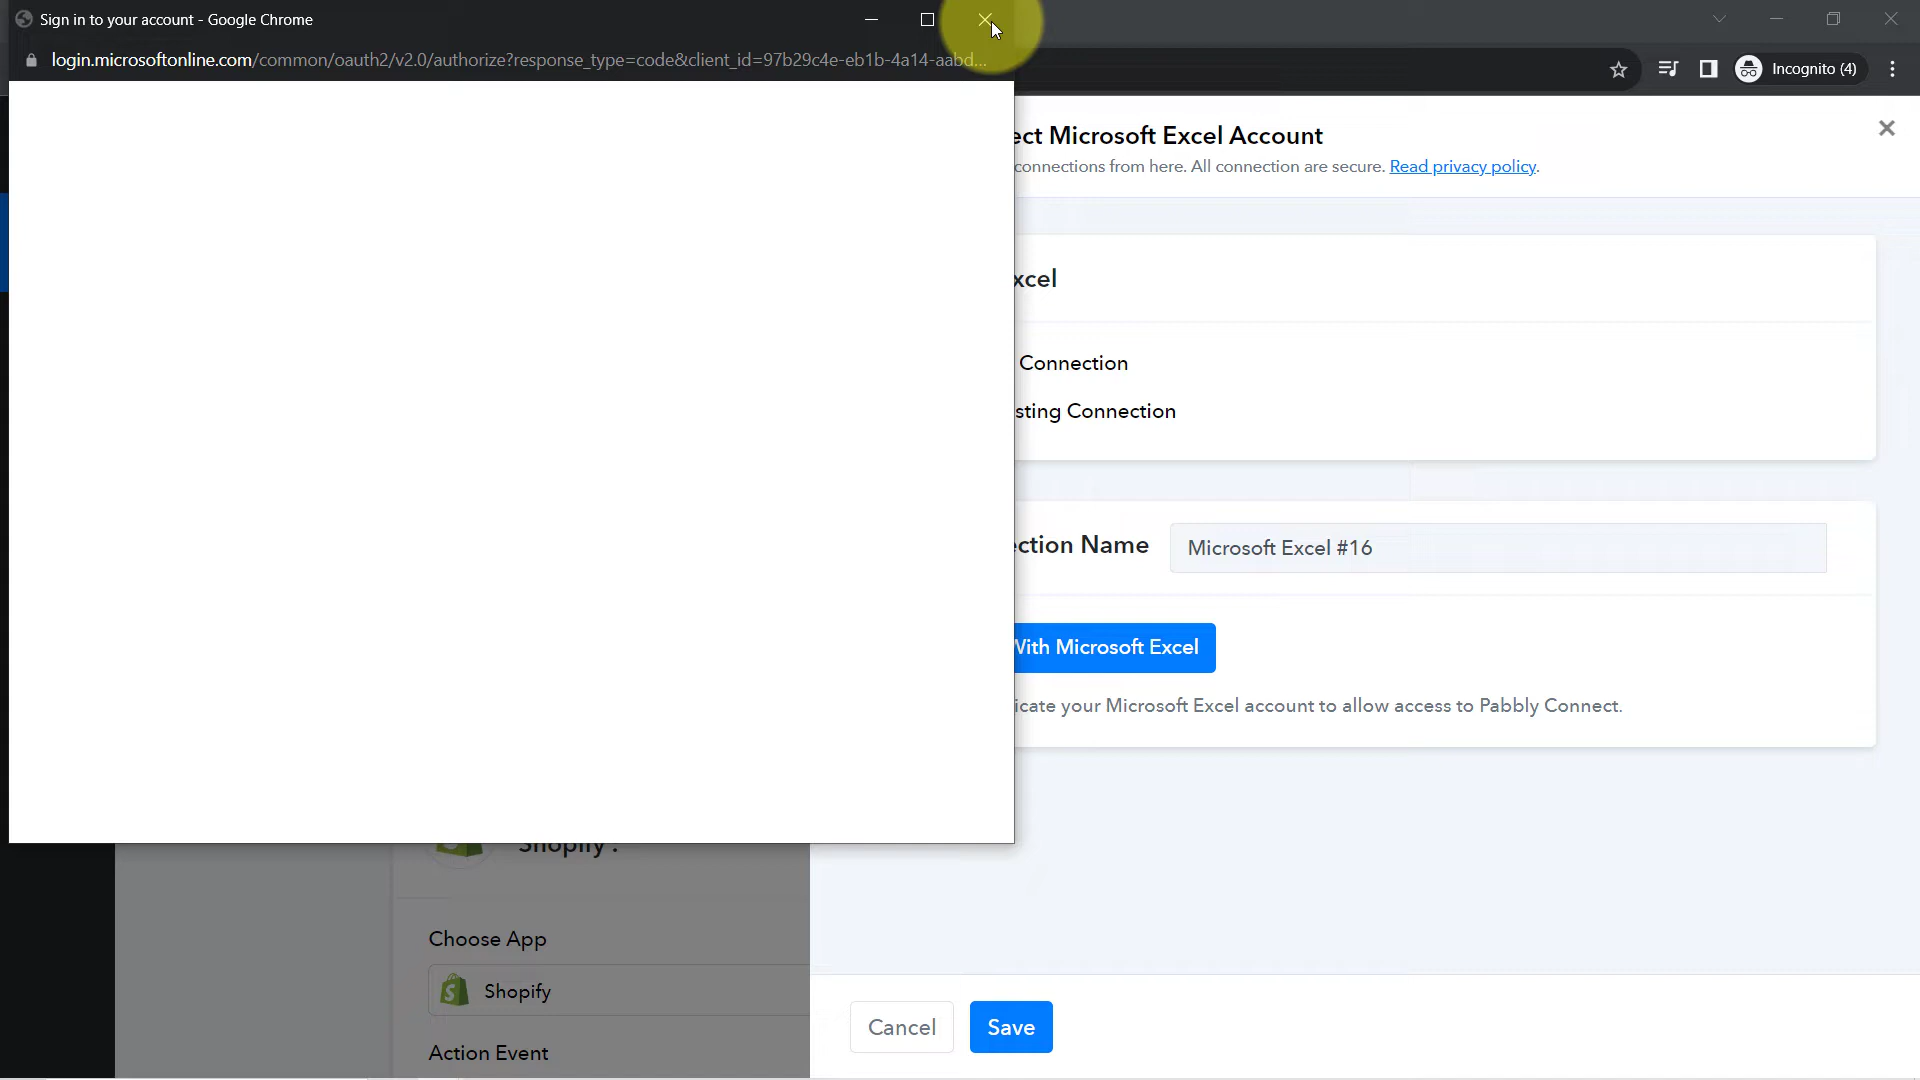 Sign in to your account - Google Chrome
login.microsoftonline.com/common/oauth2/v2.0/authorize?response_type=code&client_id=97b29c4e-eb1b-4a14-aabd...
Incognito (4)
ect Microsoft Excel Account
connections from here. All connection are secure. Read privacy policy.
xcel
Connection
sting Connection
ection Name
Microsoft Excel #16
With Microsoft Excel
icate your Microsoft Excel account to allow access to Pabbly Connect.
Shopify :
Choose App
Shopify
Action Event
Cancel
Save